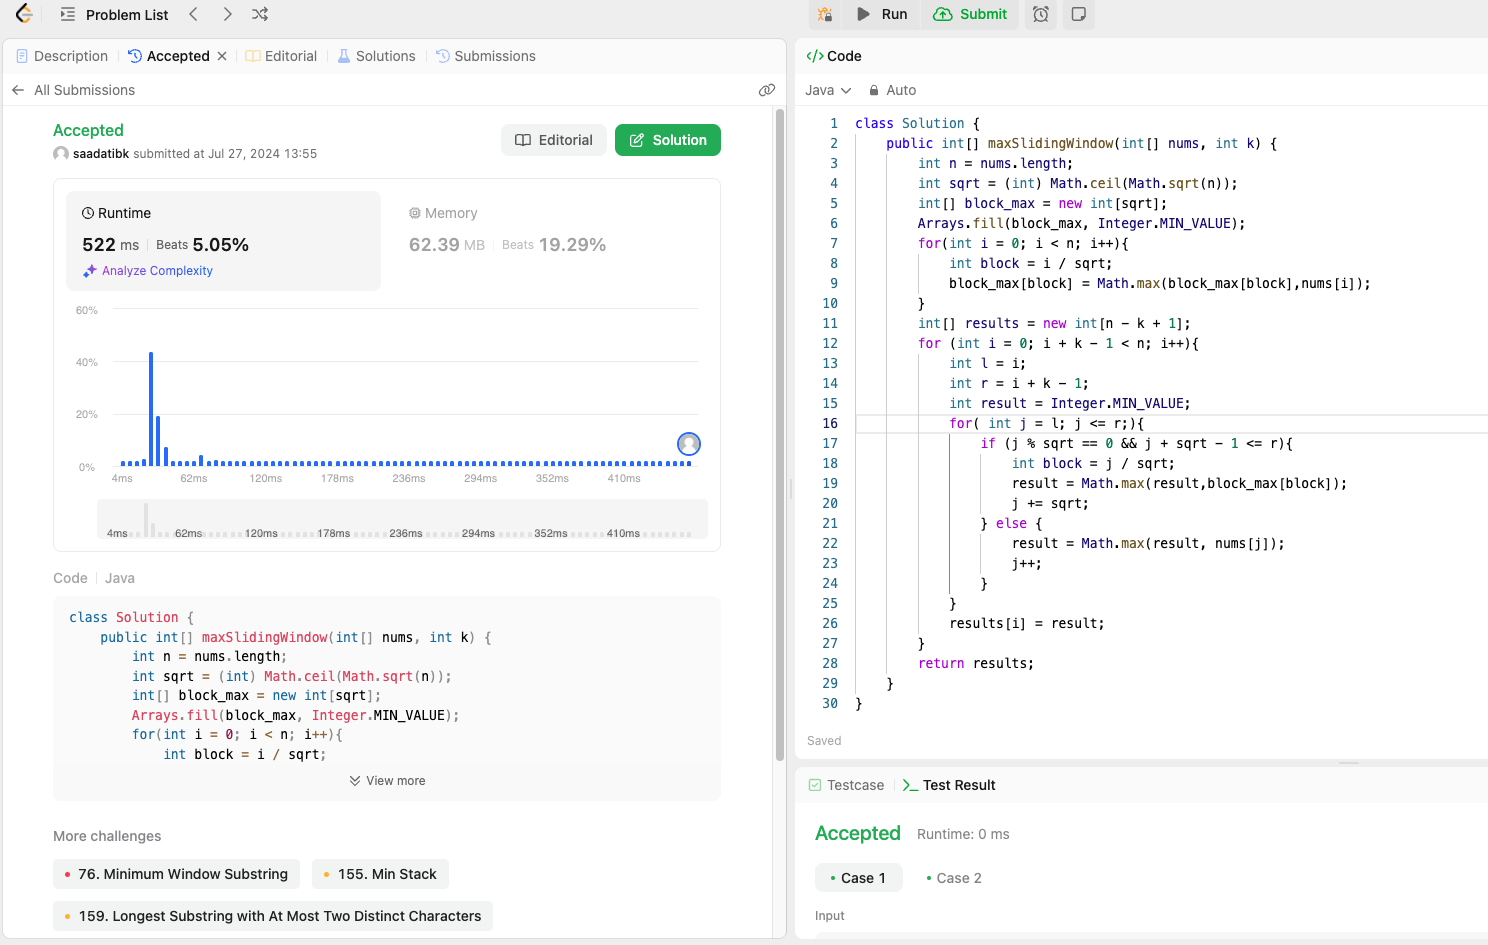 Problem List
Run
Submit
Description
Accepted
Editorial
Solutions
Submissions
All Submissions
Accepted
saadatibk submitted at Jul 27, 2024 13:55
Editorial
Solution
Runtime
522 ms
Beats 5.05%
Analyze Complexity
Memory
62.39 MB
Beats 19.29%
60%
40%
20%
0%
4ms 62ms 120ms 178ms 236ms 294ms 352ms 410ms
4ms 62ms 120ms 178ms 236ms 294ms 352ms 410ms
Code
Java
class Solution {
    public int[] maxSlidingWindow(int[] nums, int k) {
        int n = nums.length;
        int sqrt = (int) Math.ceil(Math.sqrt(n));
        int[] block_max = new int[sqrt];
        Arrays.fill(block_max, Integer.MIN_VALUE);
        for(int i = 0; i < n; i++){
            int block = i / sqrt;
View more
More challenges
76. Minimum Window Substring
155. Min Stack
159. Longest Substring with At Most Two Distinct Characters
</> Code
Java
Auto
1 class Solution {
2     public int[] maxSlidingWindow(int[] nums, int k) {
3         int n = nums.length;
4         int sqrt = (int) Math.ceil(Math.sqrt(n));
5         int[] block_max = new int[sqrt];
6         Arrays.fill(block_max, Integer.MIN_VALUE);
7         for(int i = 0; i < n; i++){
8             int block = i / sqrt;
9             block_max[block] = Math.max(block_max[block],nums[i]);
10         }
11         int[] results = new int[n - k + 1];
12         for (int i = 0; i + k - 1 < n; i++){
13             int l = i;
14             int r = i + k - 1;
15             int result = Integer.MIN_VALUE;
16             for( int j = l; j <= r;){
17                 if (j % sqrt == 0 && j + sqrt - 1 <= r){
18                     int block = j / sqrt;
19                     result = Math.max(result,block_max[block]);
20                     j += sqrt;
21                 } else {
22                     result = Math.max(result, nums[j]);
23                     j++;
24                 }
25             }
26             results[i] = result;
27         }
28         return results;
29     }
30 }
Saved
Testcase
Test Result
Accepted
Runtime: 0 ms
Case 1
Case 2
Input